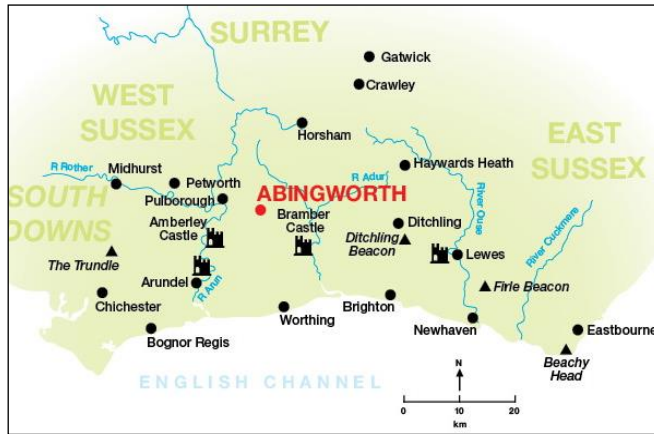 SURREY
Gatwick
Crawley
WEST
SUSSEX
Horsham
EAST
SUSSEX
R Rother
Midhurst
Haywards Heath
R Adur
Petworth
ABINGWORTH
River Ouse
SOUTH
DOWNS
Pulborough
Amberley
Castle
Bramber
Castle
Ditchling
Ditchling
Beacon
River Cuckmere
The Trundle
Lewes
Arundel
R Arun
Firle Beacon
Chichester
Worthing
Brighton
Newhaven
Bognor Regis
Eastbourne
Beachy
Head
ENGLISH CHANNEL
N
0
10
20
km